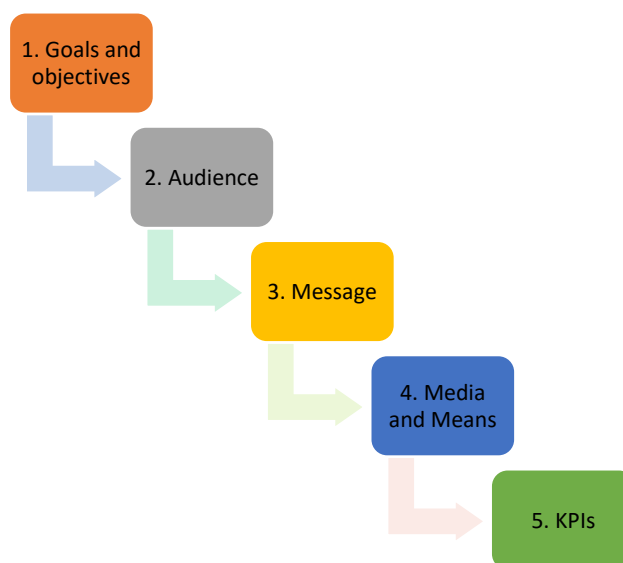 1. Goals and
objectives
2. Audience
3. Message
4. Media
and Means
5. KPIs